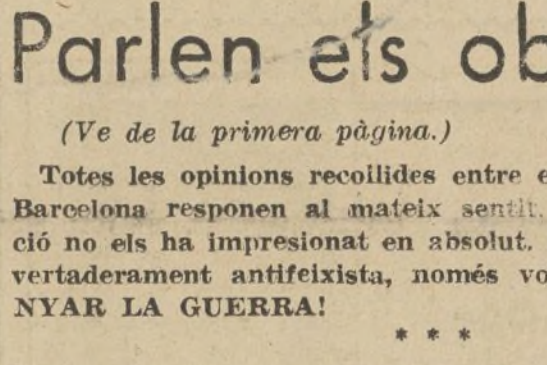 Parlen els ob
(Ve de la primera pàgina.)
Totes les opinions recollides entre e
Barcelona responen al mateix sentit.
ció no els ha impresionat en absolut.
vertaderament antifeixista, només vo
NYAR LA GUERRA!
* * *